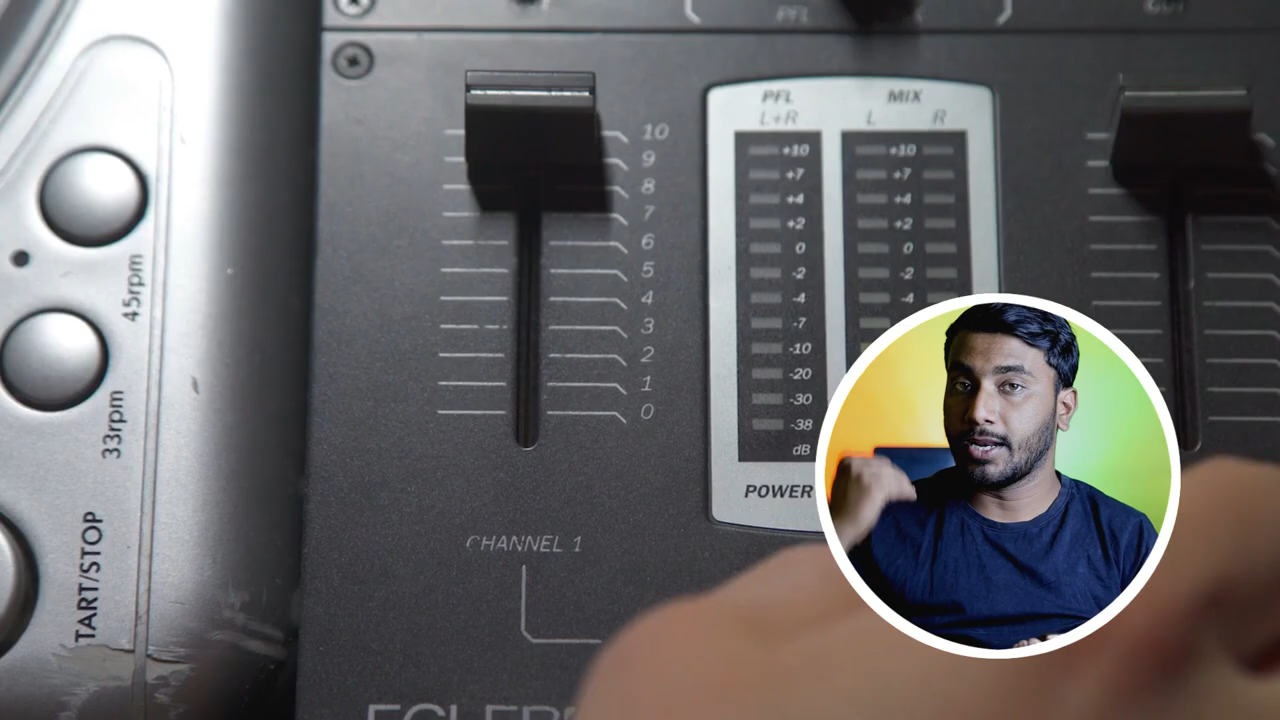 PFL
45rpm
33rpm
TART/STOP
10
9
8
7
6
5
4
3
2
1
0
CHANNEL 1
PFL MIX
L+R L R
+10 +10
+7 +7
+4 +4
+2 +2
0 0
-2 -2
-4 -4
-7
-10
-20
-30
-38
dB
POWER